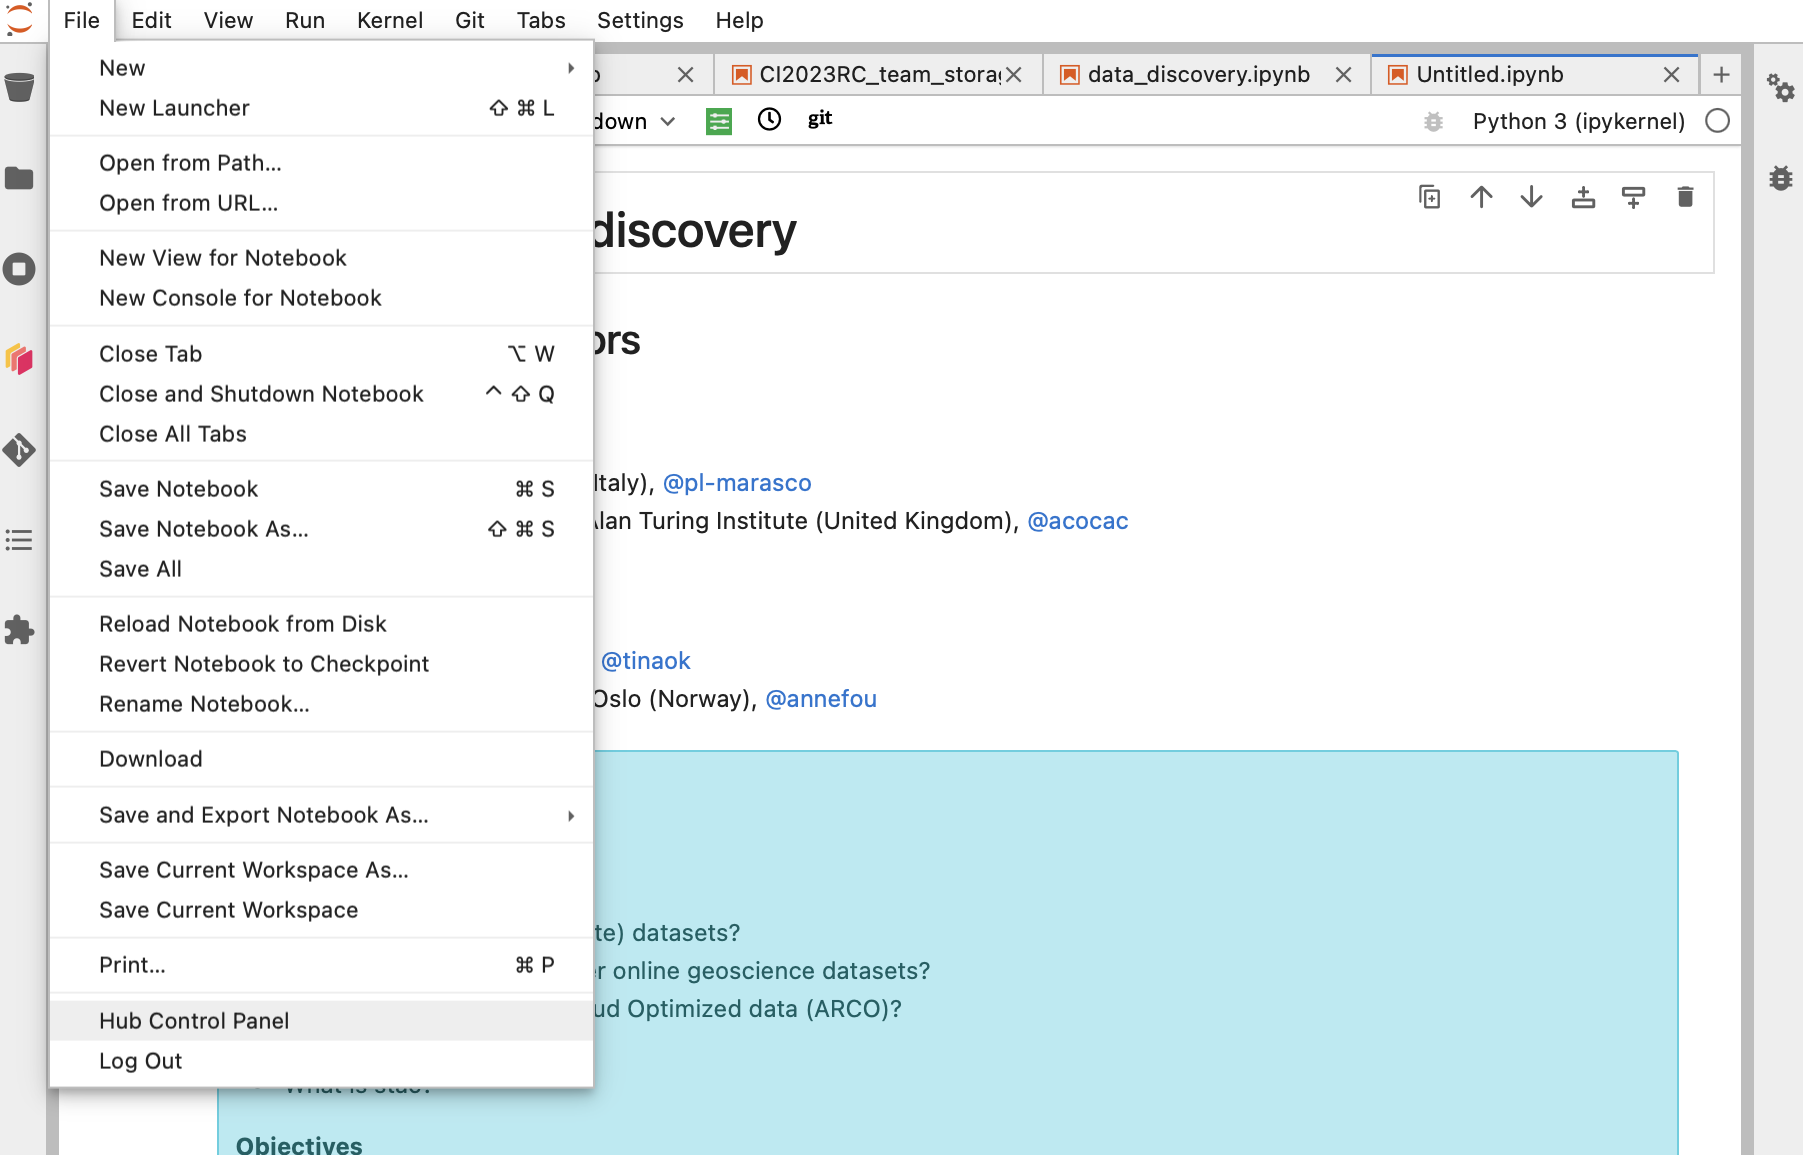 File Edit View Run Kernel Git Tabs Settings Help
CI2023RC_team_stora data_discovery.ipynb Untitled.ipynb
git Python 3 (ipykernel)
New
New Launcher ⇧ ⌘ L
Open from Path...
Open from URL...
discovery
New View for Notebook
New Console for Notebook
Close Tab ⌥ W
Close and Shutdown Notebook ^ ⇧ Q
Close All Tabs
Save Notebook ⌘ S
Italy), @pl-marasco
Save Notebook As... ⇧ ⌘ S
Alan Turing Institute (United Kingdom), @acocac
Save All
Reload Notebook from Disk
Revert Notebook to Checkpoint
@tinaok
Rename Notebook...
Oslo (Norway), @annefou
Download
Save and Export Notebook As...
Save Current Workspace As...
Save Current Workspace
te) datasets?
Print... ⌘ P
r online geoscience datasets?
ud Optimized data (ARCO)?
Hub Control Panel
Log Out
What is stac?
Objectives